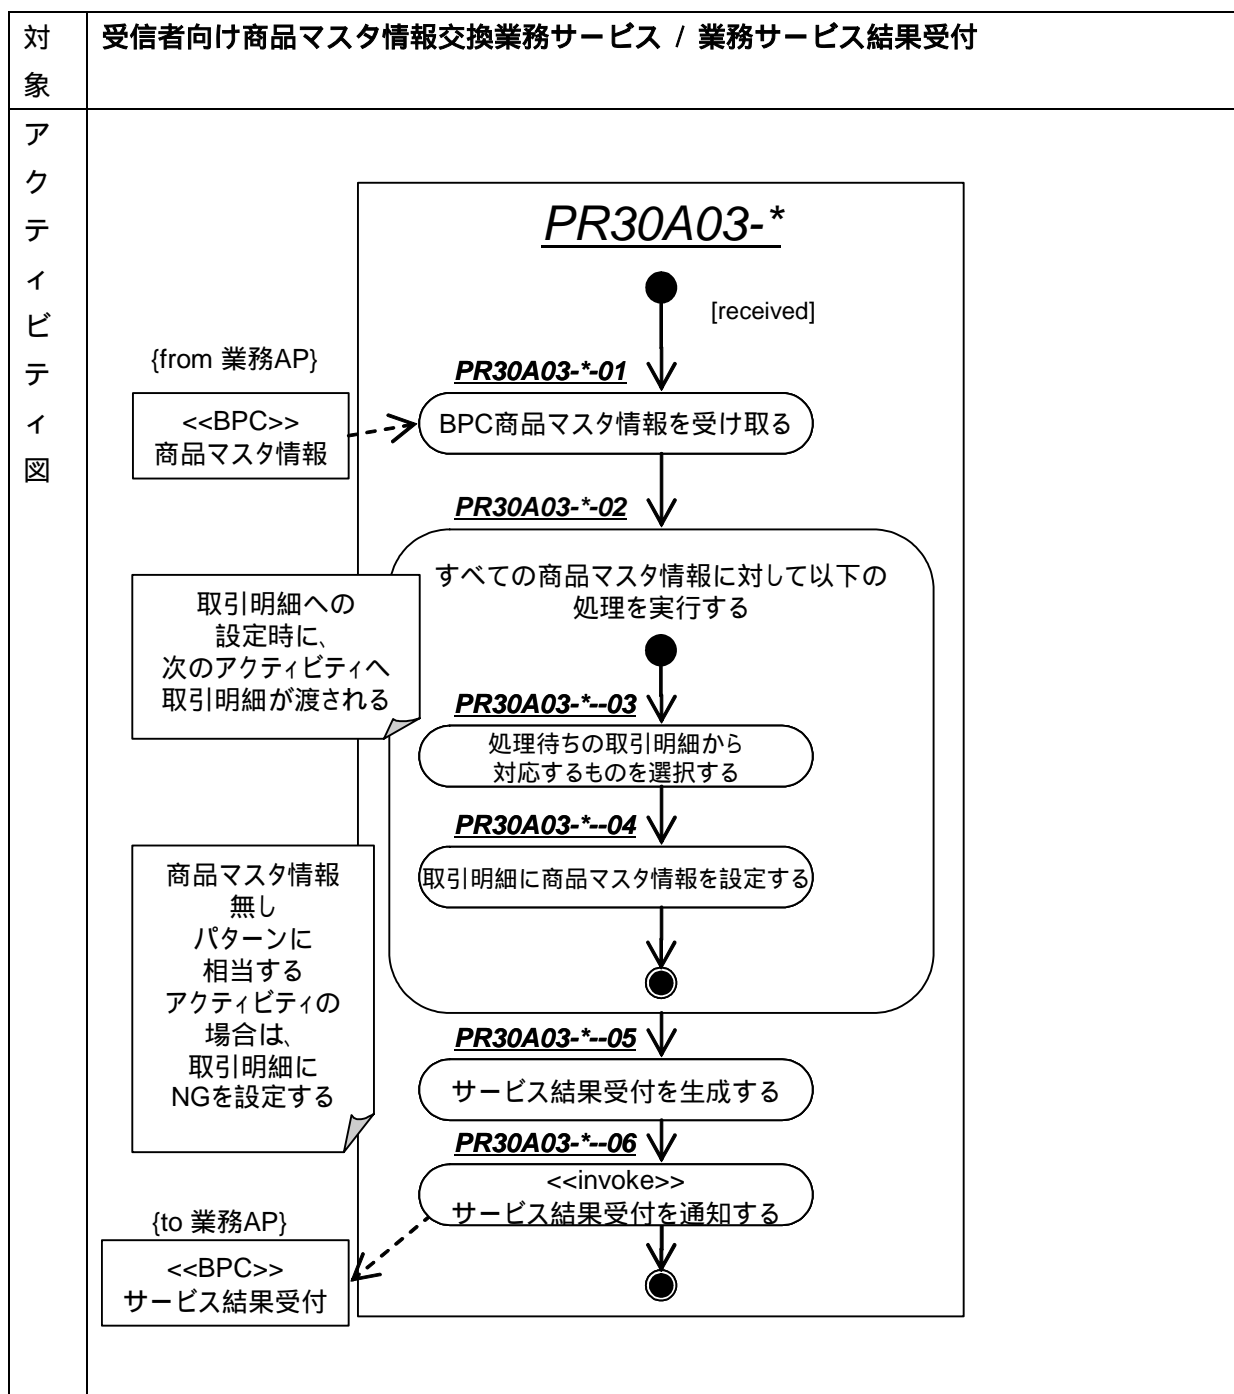 対
象
受信者向け商品マスタ情報交換業務サービス / 業務サービス結果受付
ア
ク
テ
ィ
ビ
テ
ィ
図
PR30A03-*
[received]
{from 業務AP}
<<BPC>>
商品マスタ情報
PR30A03-*-01
BPC商品マスタ情報を受け取る
PR30A03-*-02
すべての商品マスタ情報に対して以下の
処理を実行する
取引明細への
設定時に、
次のアクティビティへ
取引明細が渡される
PR30A03-*--03
処理待ちの取引明細から
対応するものを選択する
PR30A03-*--04
取引明細に商品マスタ情報を設定する
商品マスタ情報
無し
パターンに
相当する
アクティビティの
場合は、
取引明細に
NGを設定する
PR30A03-*--05
サービス結果受付を生成する
PR30A03-*--06
<<invoke>>
サービス結果受付を通知する
{to 業務AP}
<<BPC>>
サービス結果受付